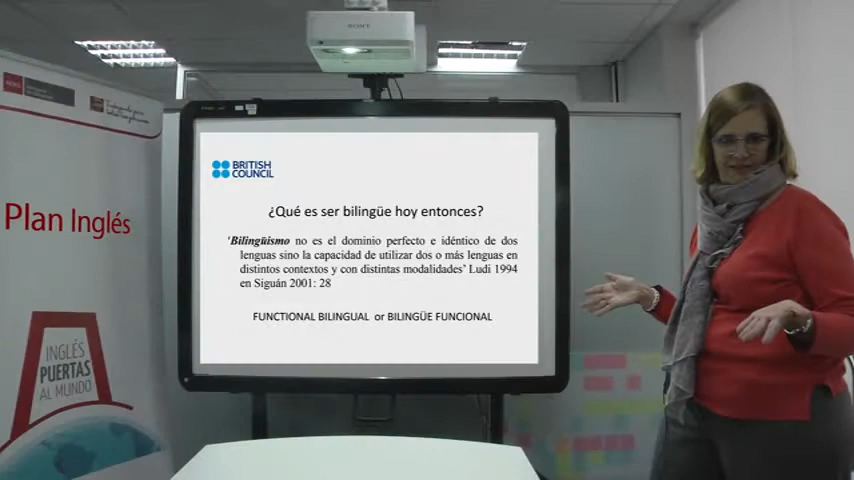 SONY
BRITISH
COUNCIL
¿Qué es ser bilingüe hoy entonces?
‘Bilingüismo no es el dominio perfecto e idéntico de dos
lenguas sino la capacidad de utilizar dos o más lenguas en
distintos contextos y con distintas modalidades’ Ludi 1994
en Siguán 2001: 28
FUNCTIONAL BILINGUAL or BILINGÜE FUNCIONAL
Plan Inglés
INGLÉS
PUERTAS
AL MUNDO